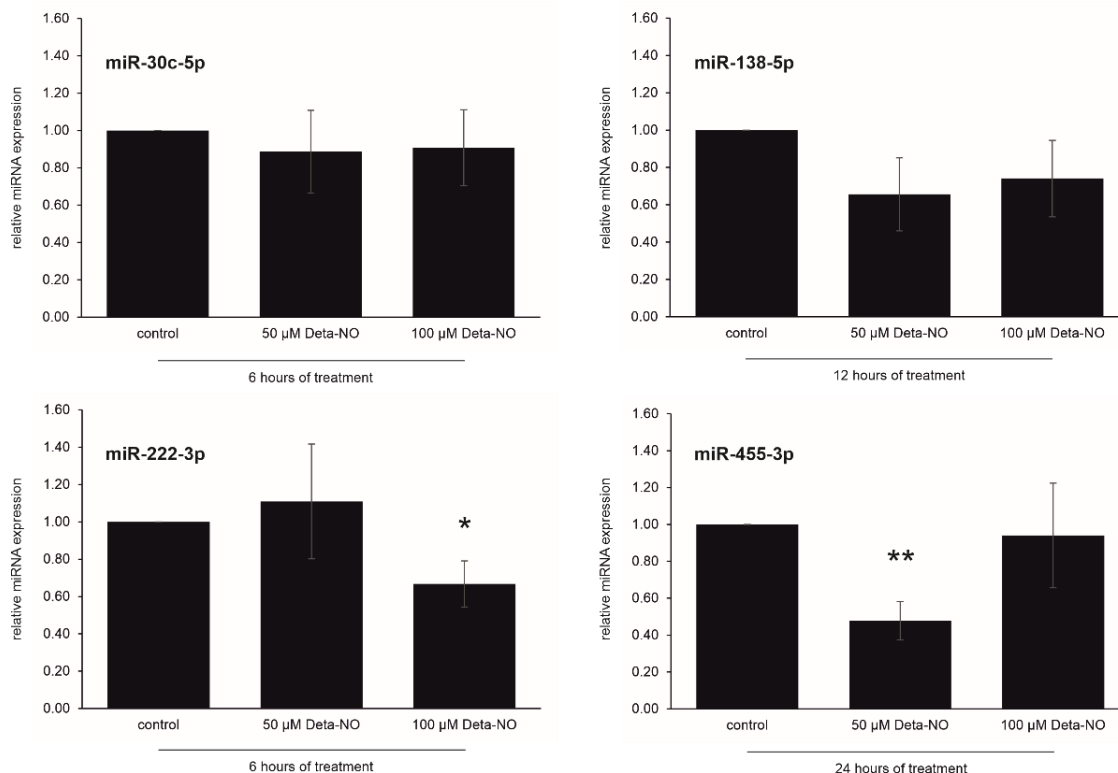 1.60
1.40
1.20
1.00
0.80
0.60
0.40
0.20
0.00
relative miRNA expression
miR-30c-5p
control
50 µM Deta-NO
100 µM Deta-NO
6 hours of treatment
1.60
1.40
1.20
1.00
0.80
0.60
0.40
0.20
0.00
relative miRNA expression
miR-138-5p
control
50 µM Deta-NO
100 µM Deta-NO
12 hours of treatment
1.60
1.40
1.20
1.00
0.80
0.60
0.40
0.20
0.00
relative miRNA expression
miR-222-3p
*
control
50 µM Deta-NO
100 µM Deta-NO
6 hours of treatment
1.60
1.40
1.20
1.00
0.80
0.60
0.40
0.20
0.00
relative miRNA expression
miR-455-3p
**
control
50 µM Deta-NO
100 µM Deta-NO
24 hours of treatment